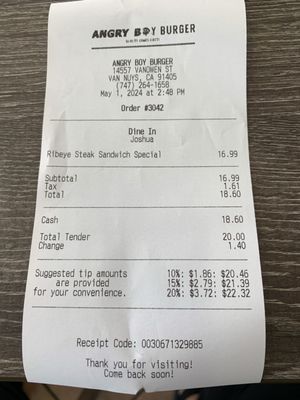 ANGRY BOY BURGER
ANGRY BOY BURGER
14557 VANOWEN ST
VAN NUYS, CA 91405
(747) 264-1658
May 1, 2024 at 2:48 PM
Order #3042
Dine In
Joshua
Ribeye Steak Sandwich Special 16.99
Subtotal 16.99
Tax 1.61
Total 18.60
Cash 18.60
Total Tender 20.00
Change 1.40
Suggested tip amounts 10%: $1.86: $20.46
are provided 15%: $2.79: $21.39
for your convenience. 20%: $3.72: $22.32
Receipt Code: 0030671329885
Thank you for visiting!
Come back soon!